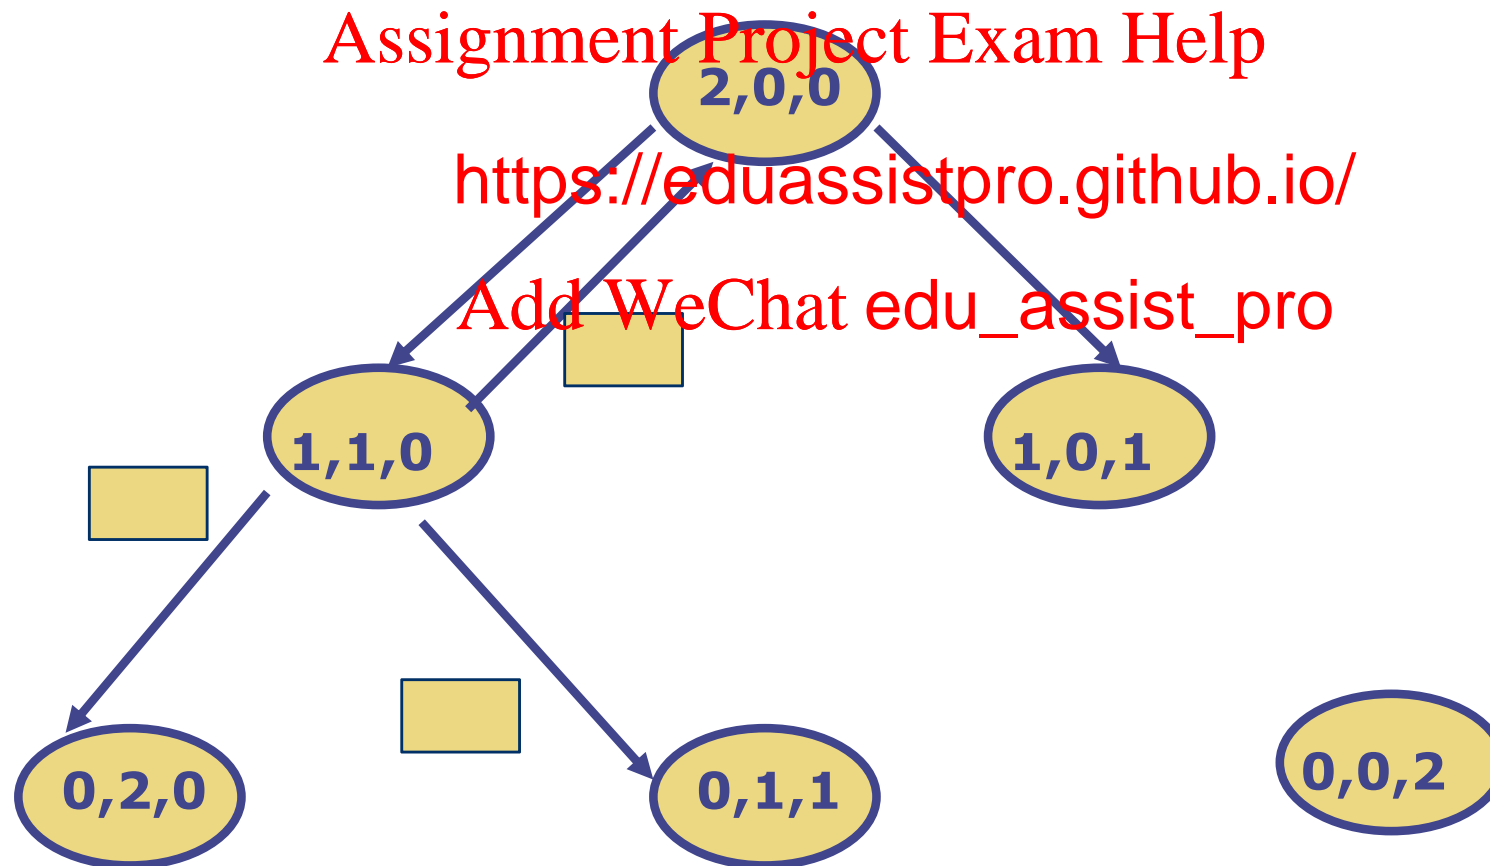 Assignment Project Exam Help
2,0,0
https://eduassistpro.github.io/
Add WeChat edu_assist_pro
1,1,0
1,0,1
0,2,0
0,1,1
0,0,2